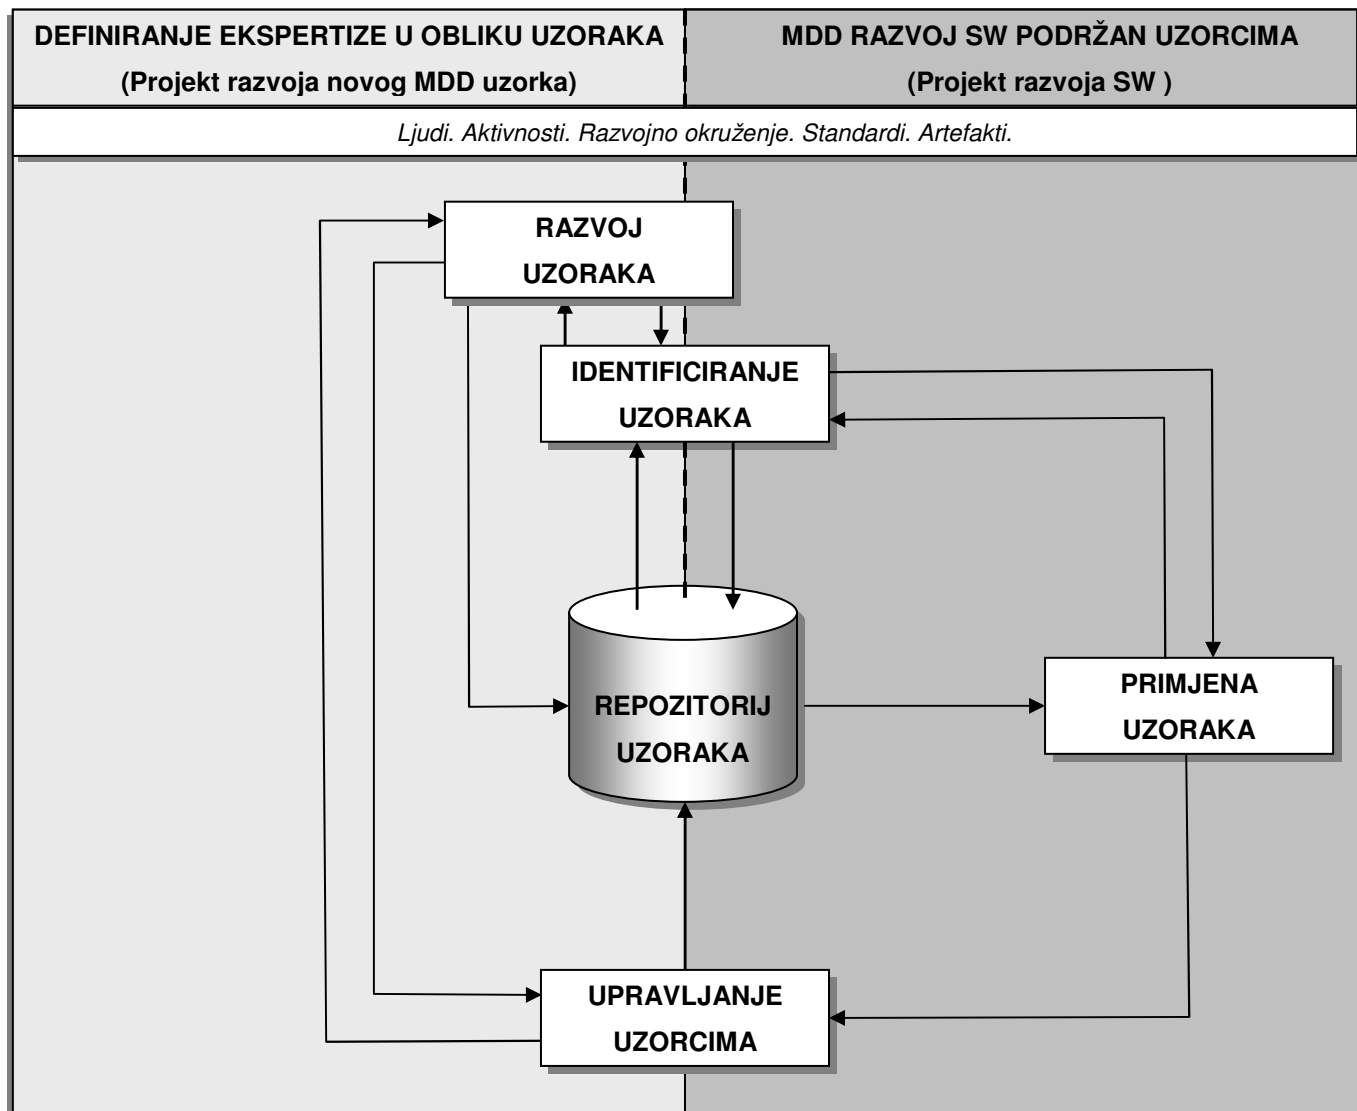 DEFINIRANJE EKSPERTIZE U OBLIKU UZORAKA
(Projekt razvoja novog MDD uzorka)
MDD RAZVOJ SW PODRŽAN UZORCIMA
(Projekt razvoja SW )
Ljudi. Aktivnosti. Razvojno okruženje. Standardi. Artefakti.
RAZVOJ
UZORAKA
IDENTIFICIRANJE
UZORAKA
REPOZITORIJ
UZORAKA
PRIMJENA
UZORAKA
UPRAVLJANJE
UZORCIMA